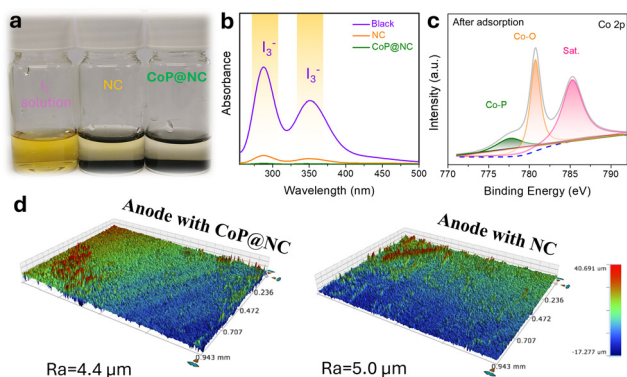 a
I₂
solution
NC
CoP@NC
b
Absorbance
Black
NC
CoP@NC
I₃⁻
I₃⁻
300 350 400 450 500
Wavelength (nm)
c
After adsorption
Co 2p
Co-O
Sat.
Co-P
Intensity (a.u.)
770 775 780 785 790
Binding Energy (eV)
d
Anode with CoP@NC
0.236
0.472
0.707
0.943 mm
Ra=4.4 μm
Anode with NC
0.236
0.472
0.707
0.943 mm
Ra=5.0 μm
40.691 um
-17.277 um